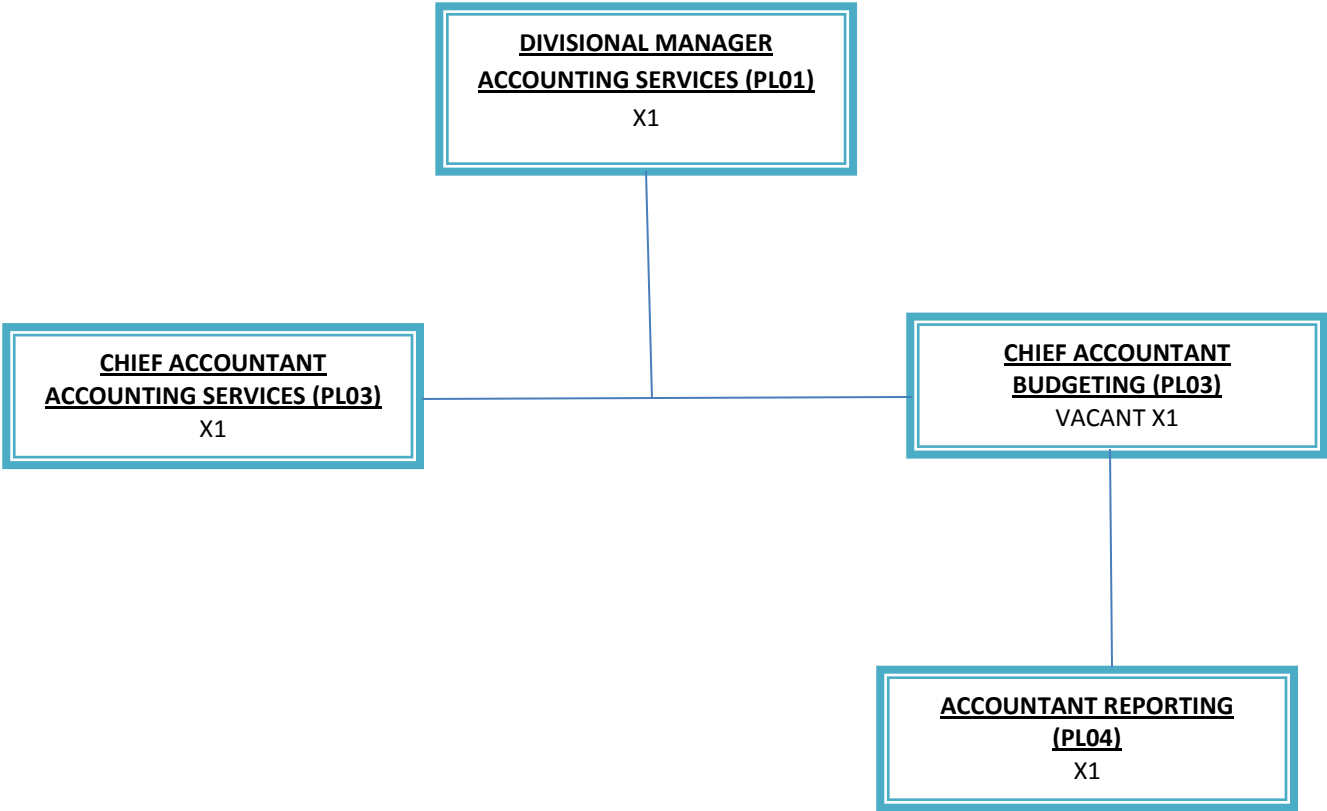 DIVISIONAL MANAGER
ACCOUNTING SERVICES (PL01)
X1
CHIEF ACCOUNTANT
ACCOUNTING SERVICES (PL03)
X1
CHIEF ACCOUNTANT
BUDGETING (PL03)
VACANT X1
ACCOUNTANT REPORTING
(PL04)
X1